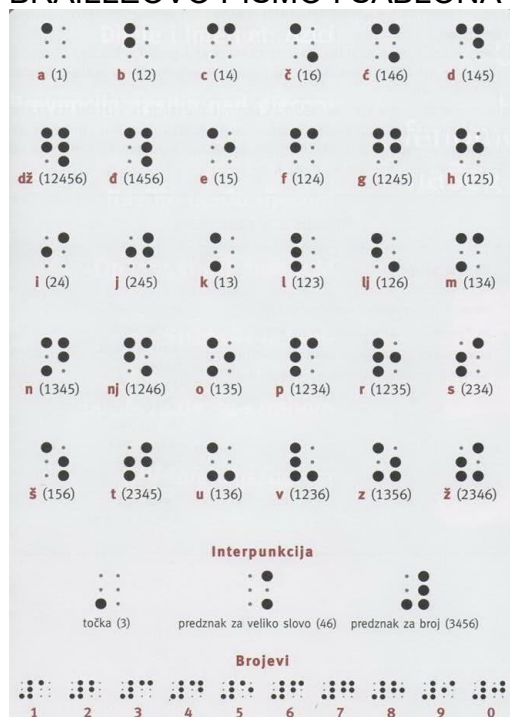 BRAILLEOVO PISMO I ŠABLONA
a (1) b (12) c (14) č (16) ć (146) d (145)
dž (12456) đ (1456) e (15) f (124) g (1245) h (125)
i (24) j (245) k (13) l (123) lj (126) m (134)
n (1345) nj (1246) o (135) p (1234) r (1235) s (234)
š (156) t (2345) u (136) v (1236) z (1356) ž (2346)
Interpunkcija
točka (3) predznak za veliko slovo (46) predznak za broj (3456)
Brojevi
1 2 3 4 5 6 7 8 9 0